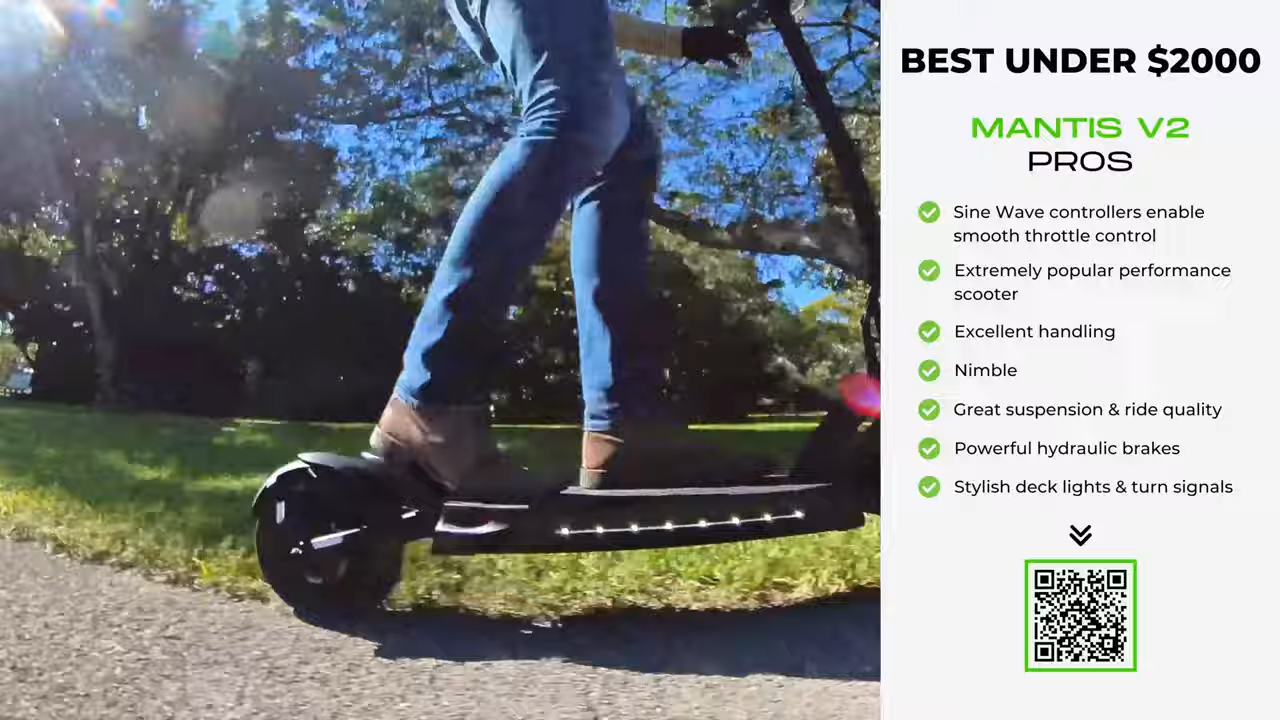 BEST UNDER $2000
MANTIS V2
PROS
Sine Wave controllers enable
smooth throttle control
Extremely popular performance
scooter
Excellent handling
Nimble
Great suspension & ride quality
Powerful hydraulic brakes
Stylish deck lights & turn signals